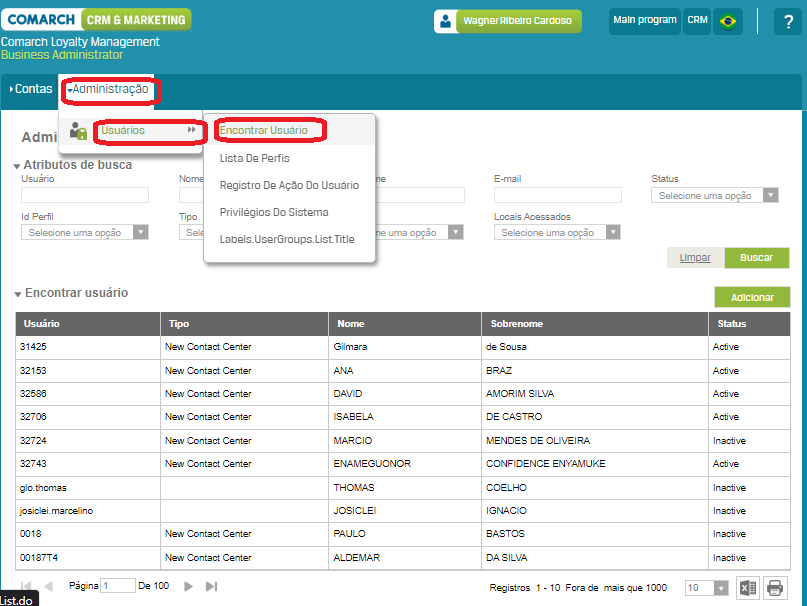 COMARCH CRM & MARKETING
Wagner Ribeiro Cardoso
Main program
CRM
?
Comarch Loyalty Management
Business Administrator
Contas
Administração
Usuários
Encontrar Usuário
Lista De Perfis
Registro De Ação Do Usuário
Privilégios Do Sistema
Labels.UserGroups.List.Title
Admi
Atributos de busca
Usuário
Nome
me
E-mail
Status
Selecione uma opção
Id Perfil
Tipo
Locais Acessados
Selecione uma opção
Sele
ne uma opção
Selecione uma opção
Limpar
Buscar
Encontrar usuário
Adicionar
Usuário Tipo Nome Sobrenome Status
31425 New Contact Center Gilmara de Sousa Active
32153 New Contact Center ANA BRAZ Active
32586 New Contact Center DAVID AMORIM SILVA Active
32706 New Contact Center ISABELA DE CASTRO Active
32724 New Contact Center MARCIO MENDES DE OLIVEIRA Inactive
32743 New Contact Center ENAMEGUONOR CONFIDENCE ENYAMUKE Active
glo.thomas THOMAS COELHO Inactive
josiclei.marcelino JOSICLEI IGNACIO Inactive
0018 New Contact Center PAULO BASTOS Inactive
00187T4 New Contact Center ALDEMAR DA SILVA Inactive
Página 1 De 100
Registros 1 - 10 Fora de mais que 1000
10
List.do